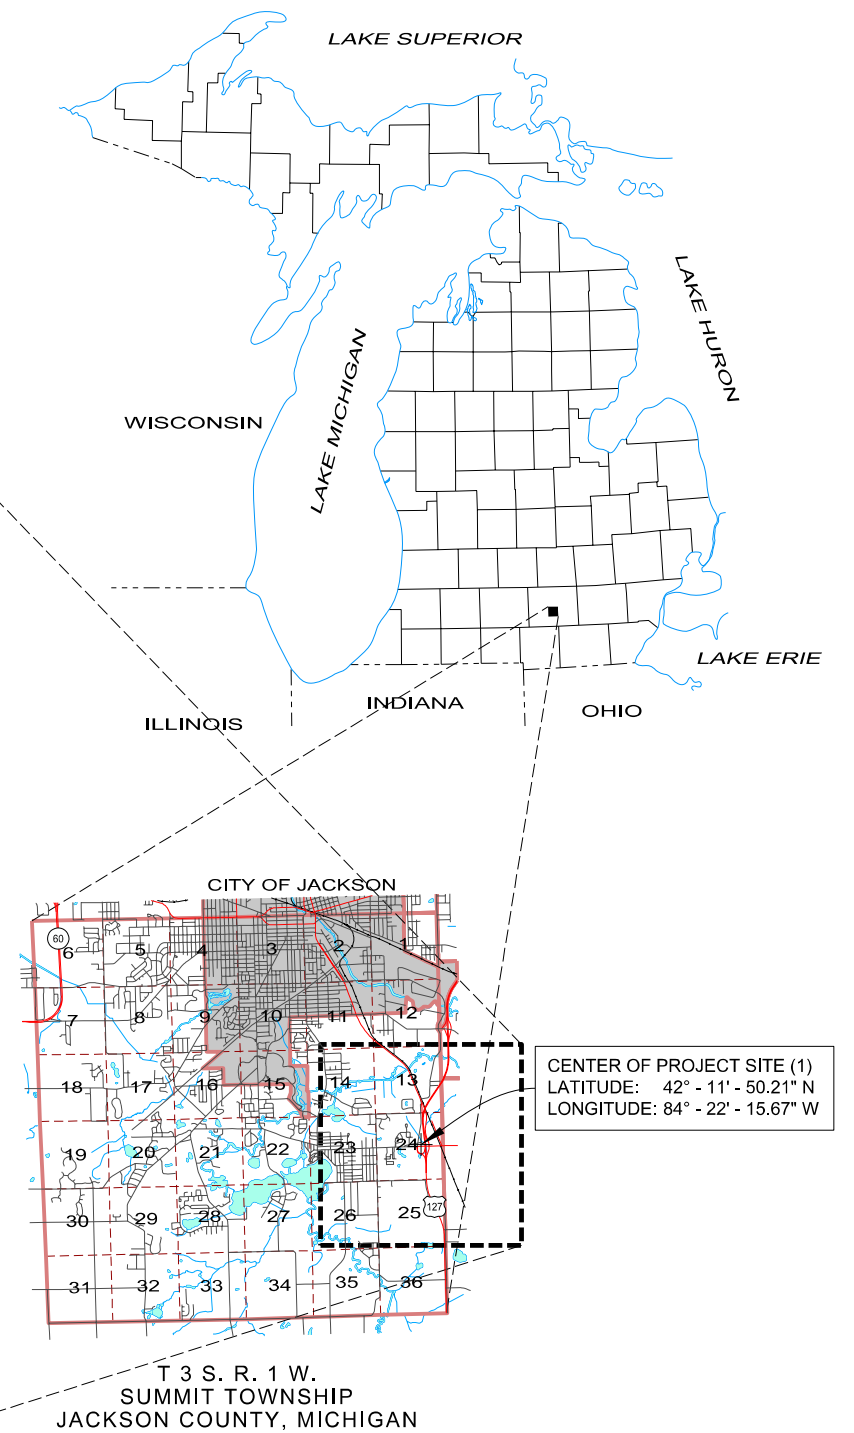 LAKE SUPERIOR
LAKE HURON
LAKE MICHIGAN
WISCONSIN
LAKE ERIE
INDIANA
ILLINOIS
OHIO
CITY OF JACKSON
60
6 5 4 3 2 1
7 8 9 10 11 12
18 17 16 15 14 13
CENTER OF PROJECT SITE (1)
LATITUDE: 42° - 11' - 50.21" N
LONGITUDE: 84° - 22' - 15.67" W
19 20 21 22 23 24
30 29 28 27 26 25
127
31 32 33 34 35 36
T 3 S. R. 1 W.
SUMMIT TOWNSHIP
JACKSON COUNTY, MICHIGAN